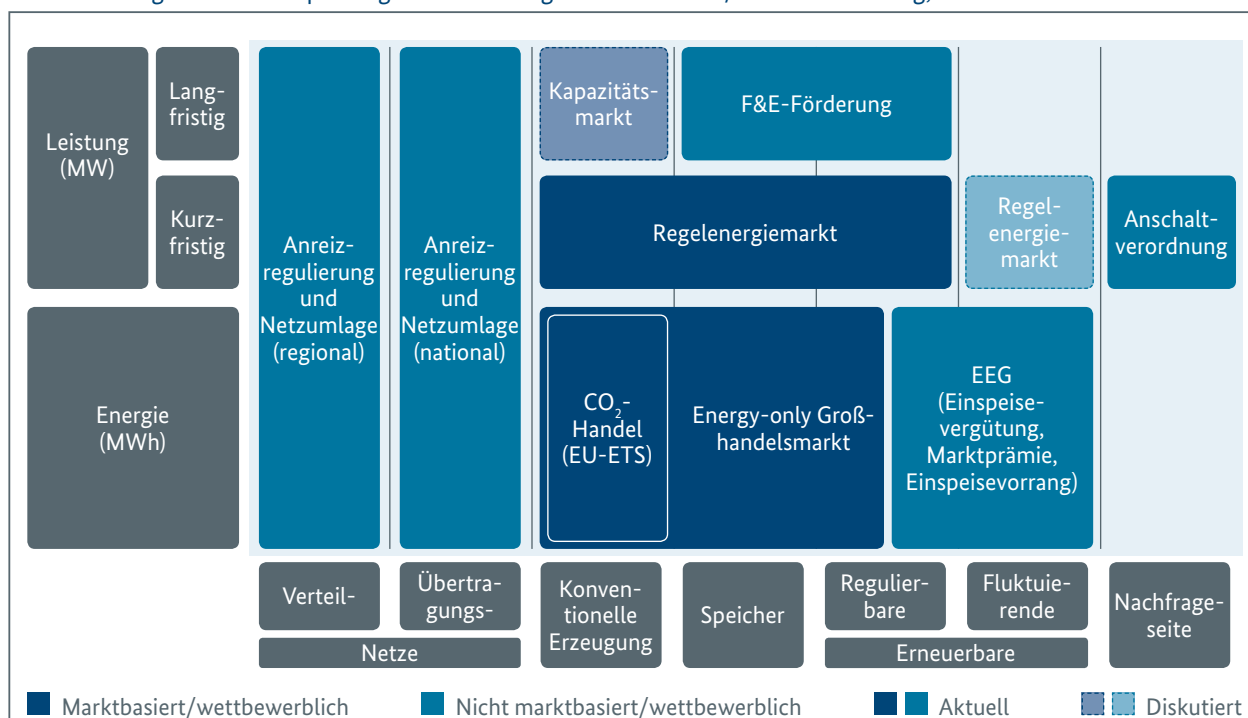 Leistung
(MW)
Lang-
fristig
Kurz-
fristig
Energie
(MWh)
Anreiz-
regulierung
und
Netzumlage
(regional)
Anreiz-
regulierung
und
Netzumlage
(national)
Kapazitäts-
markt
F&E-Förderung
Regelenergiemarkt
Regel-
energie-
markt
Anschalt-
verordnung
CO₂-
Handel
(EU-ETS)
Energy-only Groß-
handelsmarkt
EEG
(Einspeise-
vergütung,
Marktprämie,
Einspeisevorrang)
Verteil-
Übertra-
gungs-
Netze
Konven-
tionelle
Erzeugung
Speicher
Regulier-
bare
Fluktuie-
rende
Erneuerbare
Nachfrage-
seite
Marktbasiert/wettbewerblich
Nicht marktbasiert/wettbewerblich
Aktuell
Diskutiert